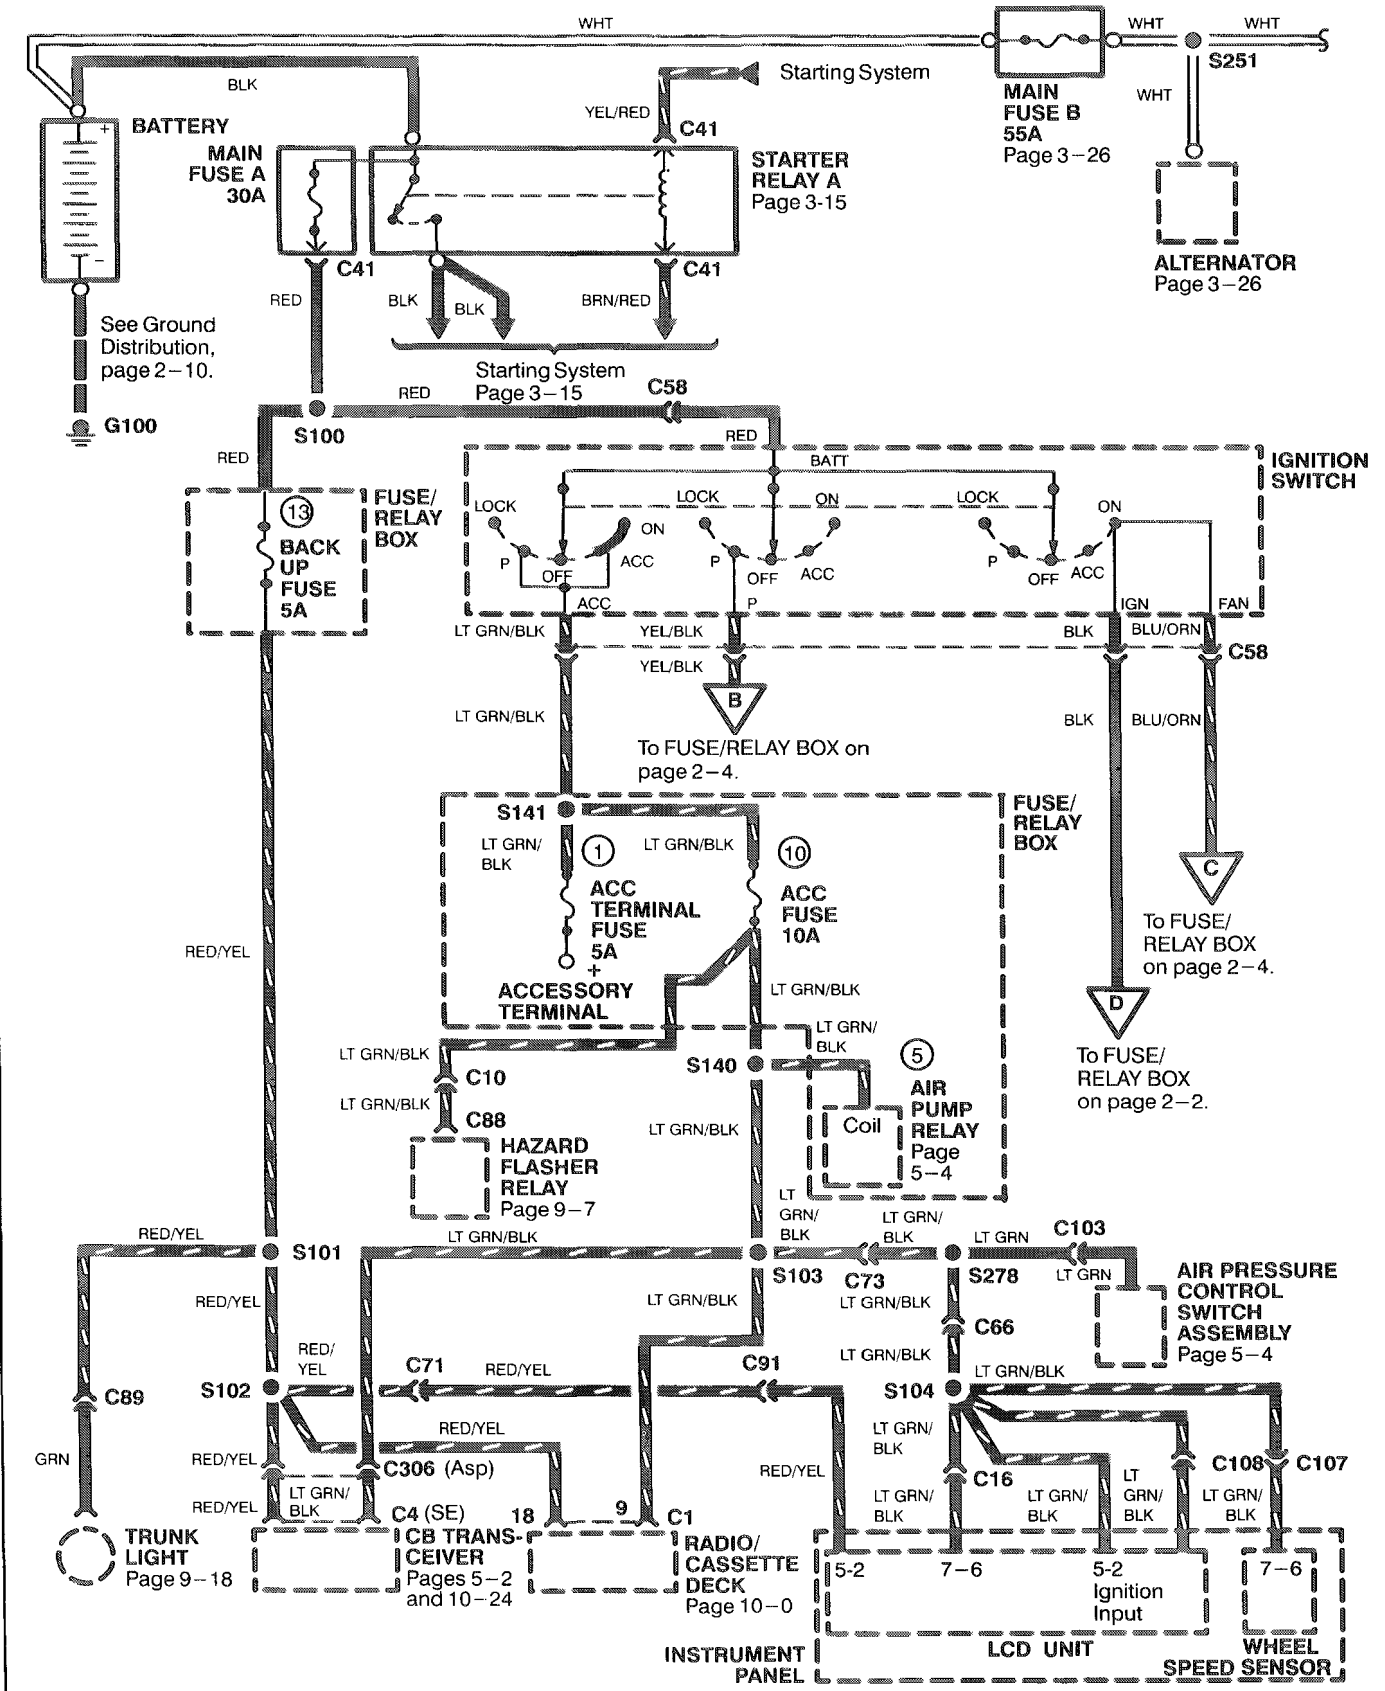 WHT
WHT
WHT
S251
BLK
Starting System
YEL/RED
WHT
MAIN
FUSE B
55A
Page 3-26
BATTERY
+
−
C41
MAIN
FUSE A
30A
STARTER
RELAY A
Page 3-15
ALTERNATOR
Page 3-26
C41
C41
RED
BLK
BLK
BRN/RED
See Ground
Distribution,
page 2-10.
Starting System
Page 3-15
G100
RED
C58
S100
RED
RED
IGNITION
SWITCH
BATT
FUSE/
RELAY
BOX
13
BACK
UP
FUSE
5A
LOCK
P
OFF
ACC
ON
LOCK
P
OFF
ACC
ON
LOCK
P
OFF
ACC
ON
ACC
P
IGN
FAN
LT GRN/BLK
YEL/BLK
BLK
BLU/ORN
C58
YEL/BLK
B
LT GRN/BLK
BLK
BLU/ORN
To FUSE/RELAY BOX on
page 2-4.
S141
FUSE/
RELAY
BOX
LT GRN/
BLK
1
LT GRN/BLK
10
C
ACC
TERMINAL
FUSE
5A
+
ACCESSORY
TERMINAL
ACC
FUSE
10A
To FUSE/
RELAY BOX
on page 2-4.
RED/YEL
LT GRN/BLK
D
LT GRN/
BLK
LT GRN/BLK
S140
5
To FUSE/
RELAY BOX
on page 2-2.
C10
LT GRN/BLK
C88
AIR
PUMP
RELAY
Page
5-4
Coil
LT GRN/BLK
HAZARD
FLASHER
RELAY
Page 9-7
RED/YEL
S101
LT GRN/BLK
LT
GRN/
BLK
LT GRN/
BLK
LT GRN
C103
S103
C73
S278
LT GRN
AIR PRESSURE
CONTROL
SWITCH
ASSEMBLY
Page 5-4
RED/YEL
LT GRN/BLK
LT GRN/BLK
C66
RED/
YEL
C71
RED/YEL
C91
LT GRN/BLK
LT GRN/BLK
S102
S104
C89
RED/YEL
LT GRN/
BLK
GRN
RED/YEL
C306 (Asp)
RED/YEL
C16
LT
GRN/
BLK
C108
C107
RED/YEL
LT GRN/
BLK
C4 (SE)
18
9
C1
LT GRN/
BLK
LT GRN/
BLK
LT GRN/
BLK
TRUNK
LIGHT
Page 9-18
CB TRANS-
CEIVER
Pages 5-2
and 10-24
RADIO/
CASSETTE
DECK
Page 10-0
5-2
7-6
5-2
Ignition
Input
7-6
INSTRUMENT
PANEL
LCD UNIT
WHEEL
SPEED SENSOR